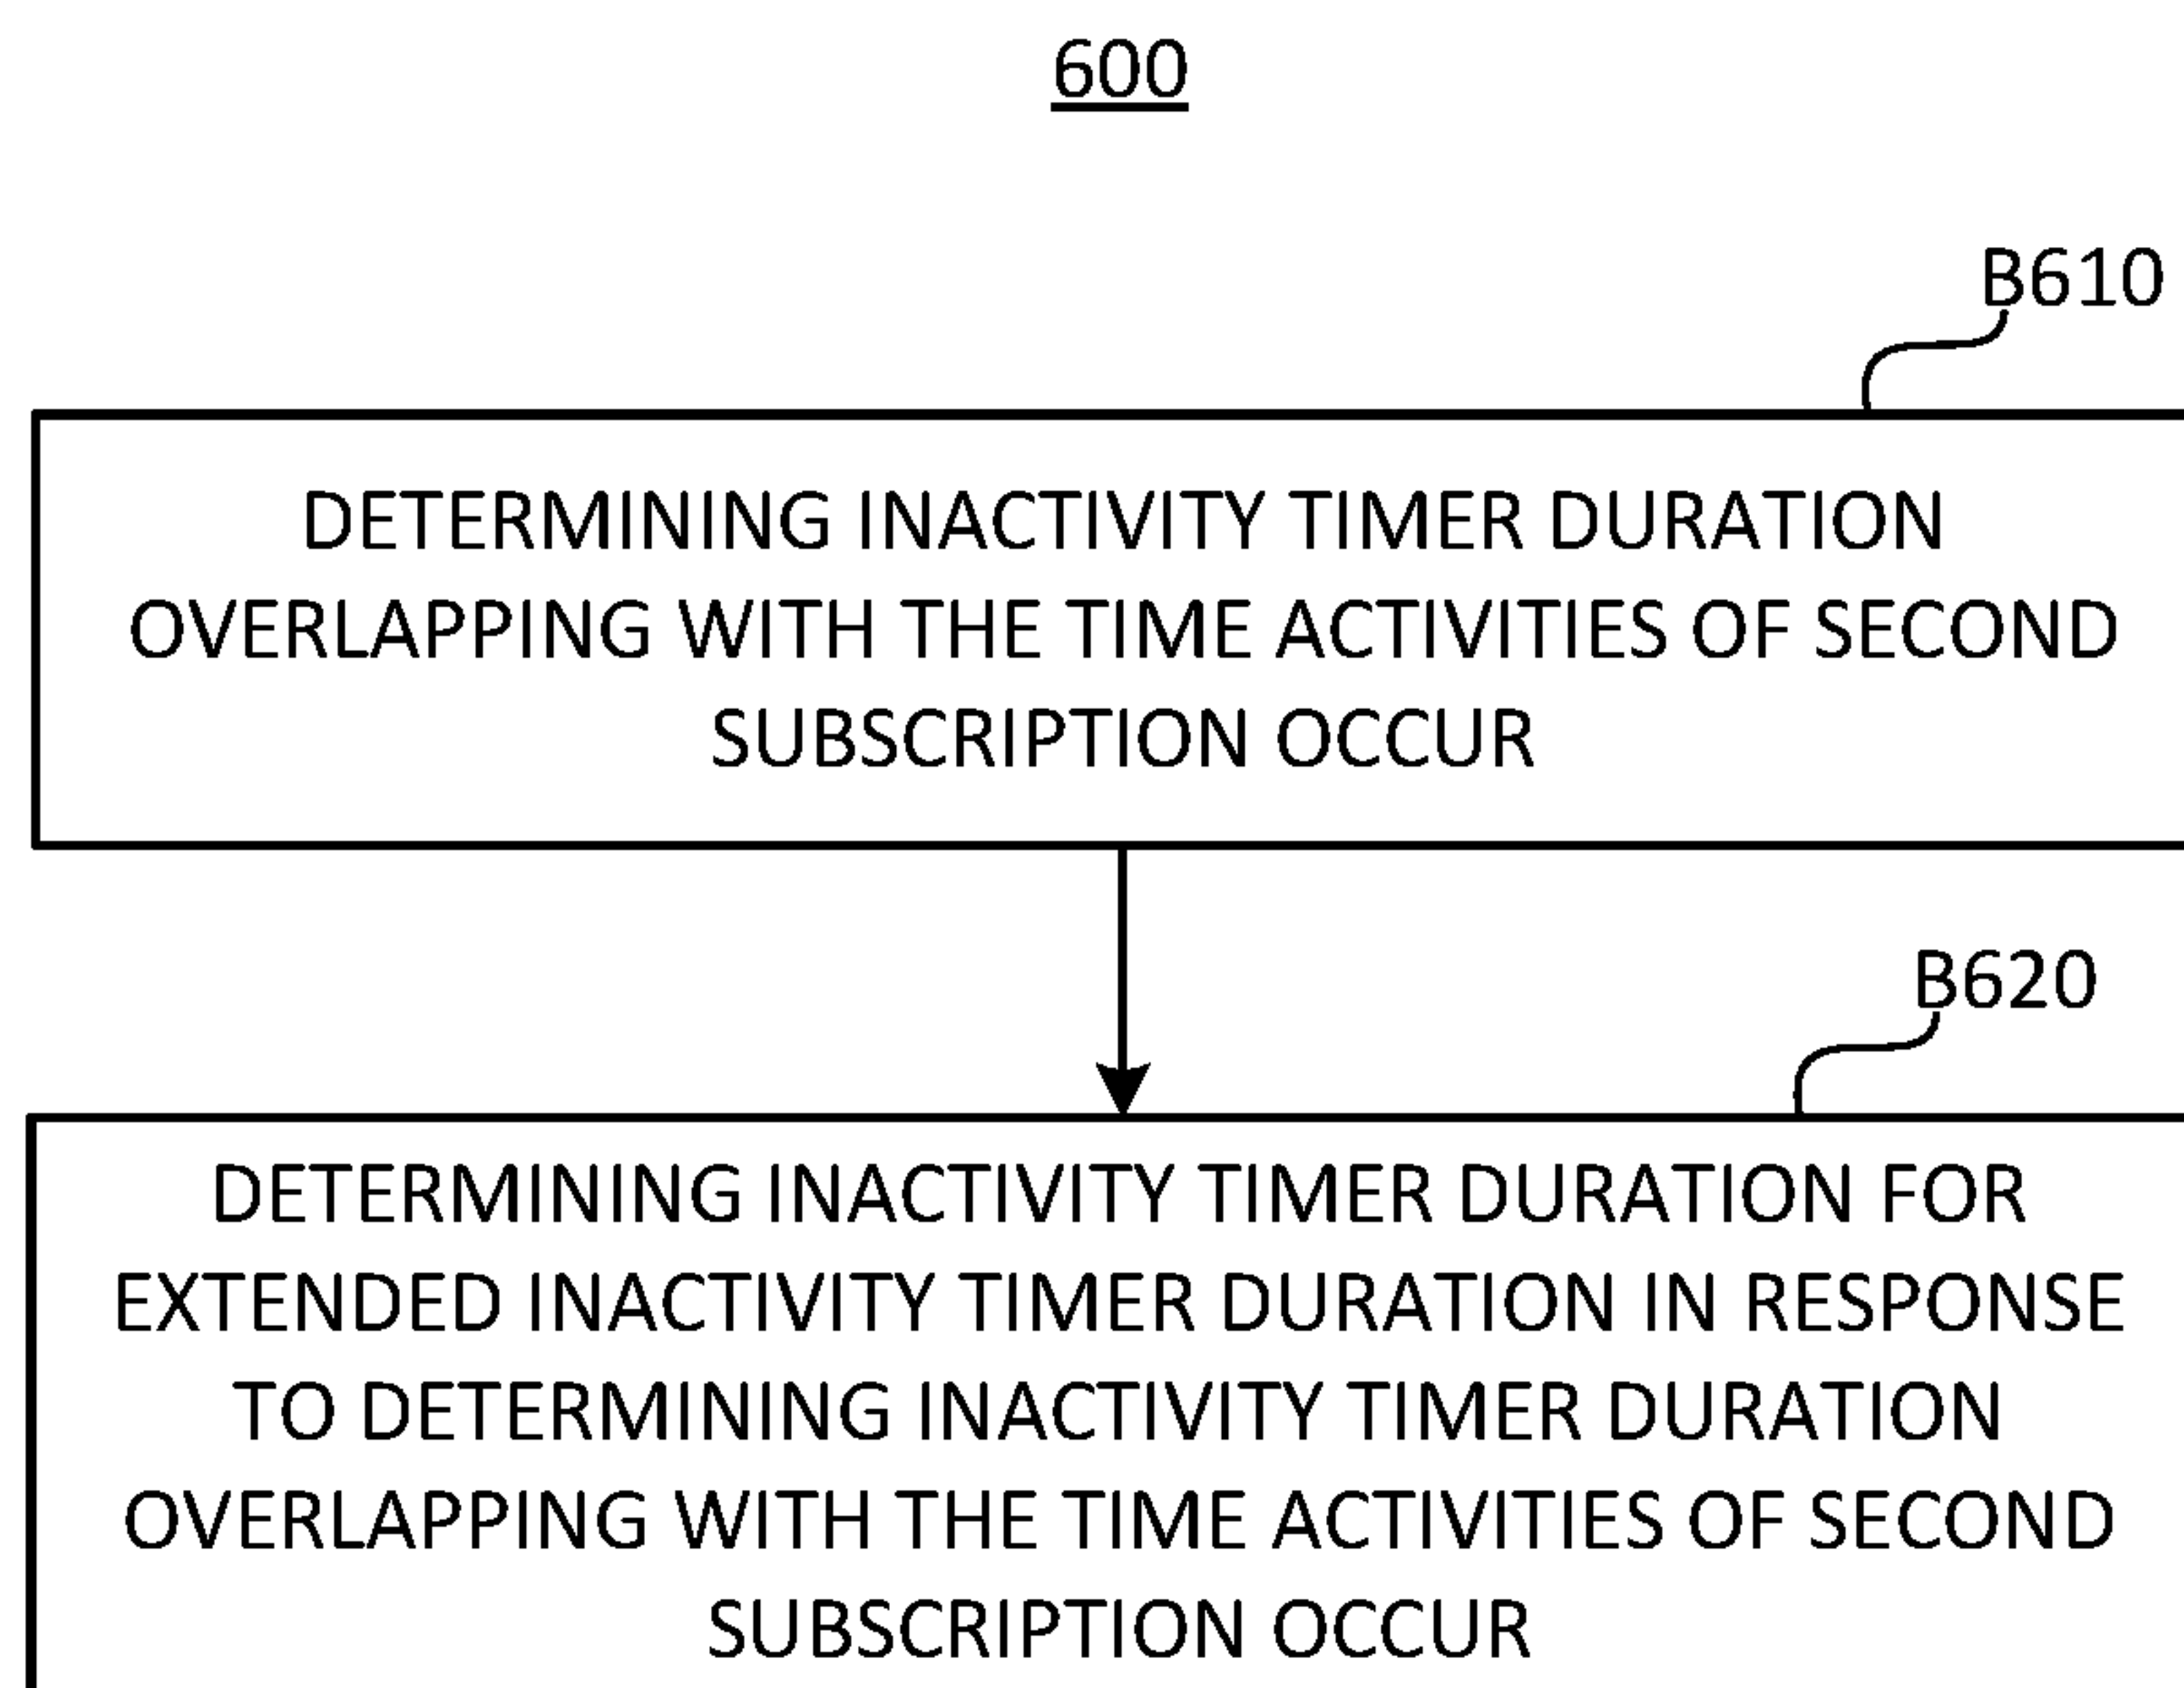 600
B610
DETERMINING INACTIVITY TIMER DURATION
OVERLAPPING WITH THE TIME ACTIVITIES OF SECOND
SUBSCRIPTION OCCUR
B620
DETERMINING INACTIVITY TIMER DURATION FOR
EXTENDED INACTIVITY TIMER DURATION IN RESPONSE
TO DETERMINING INACTIVITY TIMER DURATION
OVERLAPPING WITH THE TIME ACTIVITIES OF SECOND
SUBSCRIPTION OCCUR